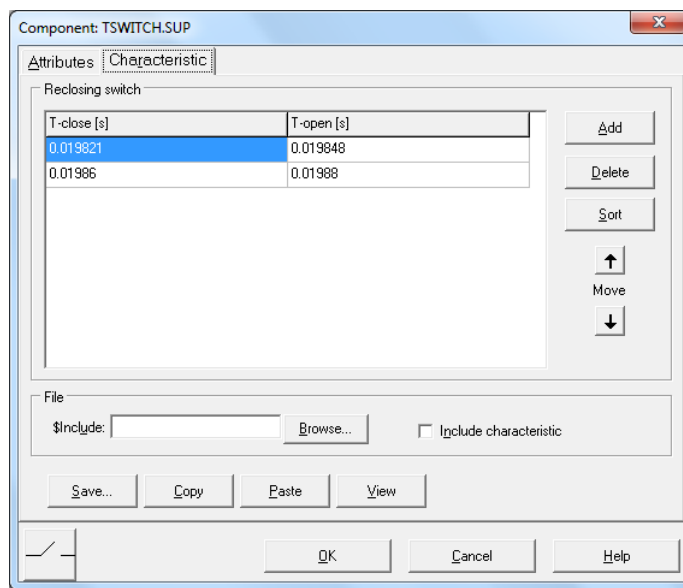 Component: TSWITCH.SUP
Attributes Characteristic
Reclosing switch
T-close [s] T-open [s]
0.019821 0.019848
0.01986 0.01988
Add
Delete
Sort
Move
File
$Include: Browse... Include characteristic
Save... Copy Paste View
OK Cancel Help